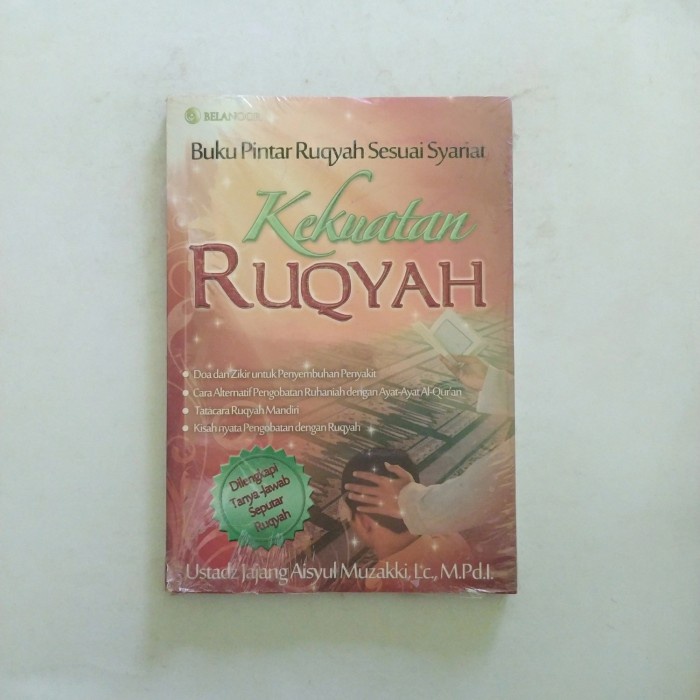 BELANOOR
Buku Pintar Ruqyah Sesuai Syariat
Kekuatan
RUQYAH
• Doa dan Zikir untuk Penyembuhan Penyakit
• Cara Alternatif Pengobatan Ruhaniah dengan Ayat-Ayat Al-Qur'an
• Tatacara Ruqyah Mandiri
• Kisah nyata Pengobatan dengan Ruqyah
Dilengkapi
Tanya-Jawab
Seputar
Ruqyah
Ustadz Jajang Aisyul Muzakki, Lc., M.Pd.I.